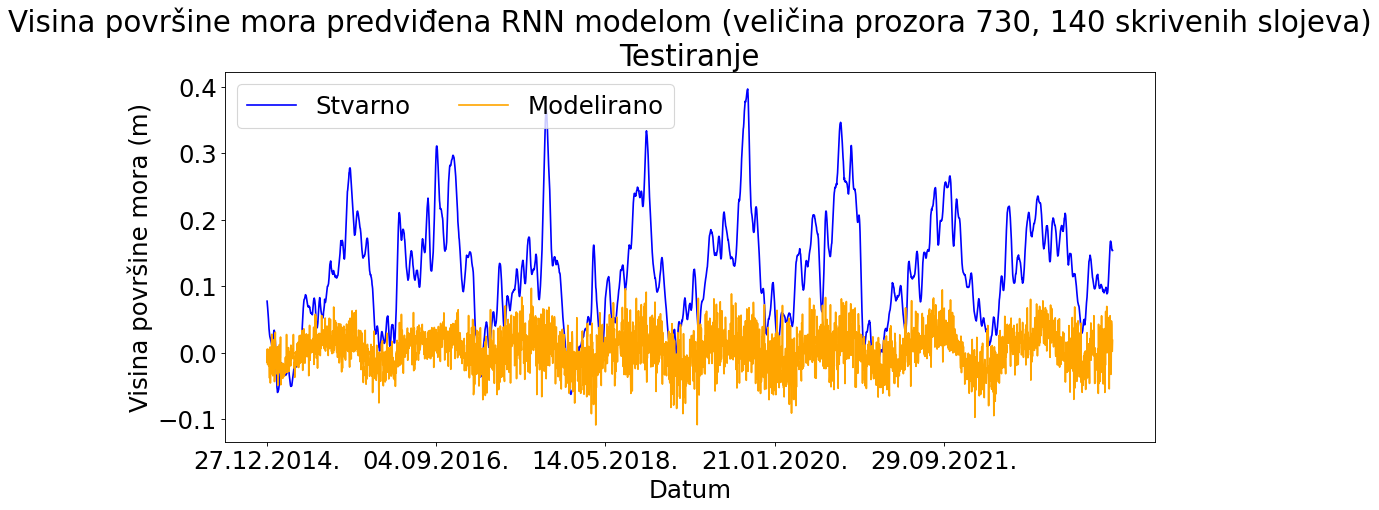 Visina površine mora predviđena RNN modelom (veličina prozora 730, 140 skrivenih slojeva)
Testiranje
Stvarno Modelirano
Visina površine mora (m)
0.4
0.3
0.2
0.1
0.0
−0.1
27.12.2014. 04.09.2016. 14.05.2018. 21.01.2020. 29.09.2021.
Datum